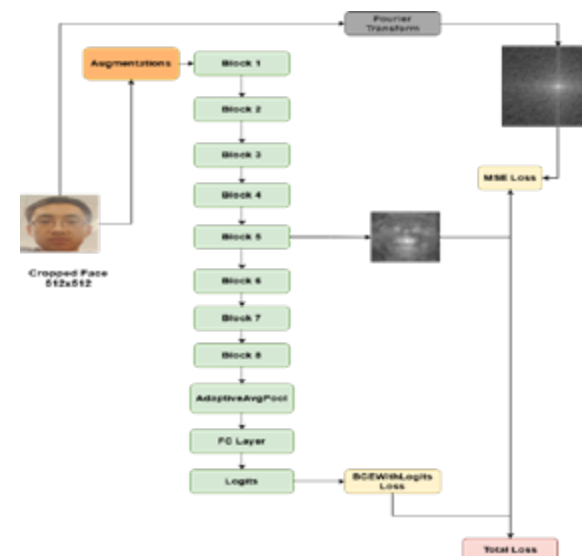 Fourier
Transform
Augmentations
Block 1
Block 2
Block 3
MSE Loss
Block 4
Block 5
Cropped Face
512x512
Block 6
Block 7
Block 8
AdaptiveAvgPool
FC Layer
Logits
BCEWithLogits
Loss
Total Loss